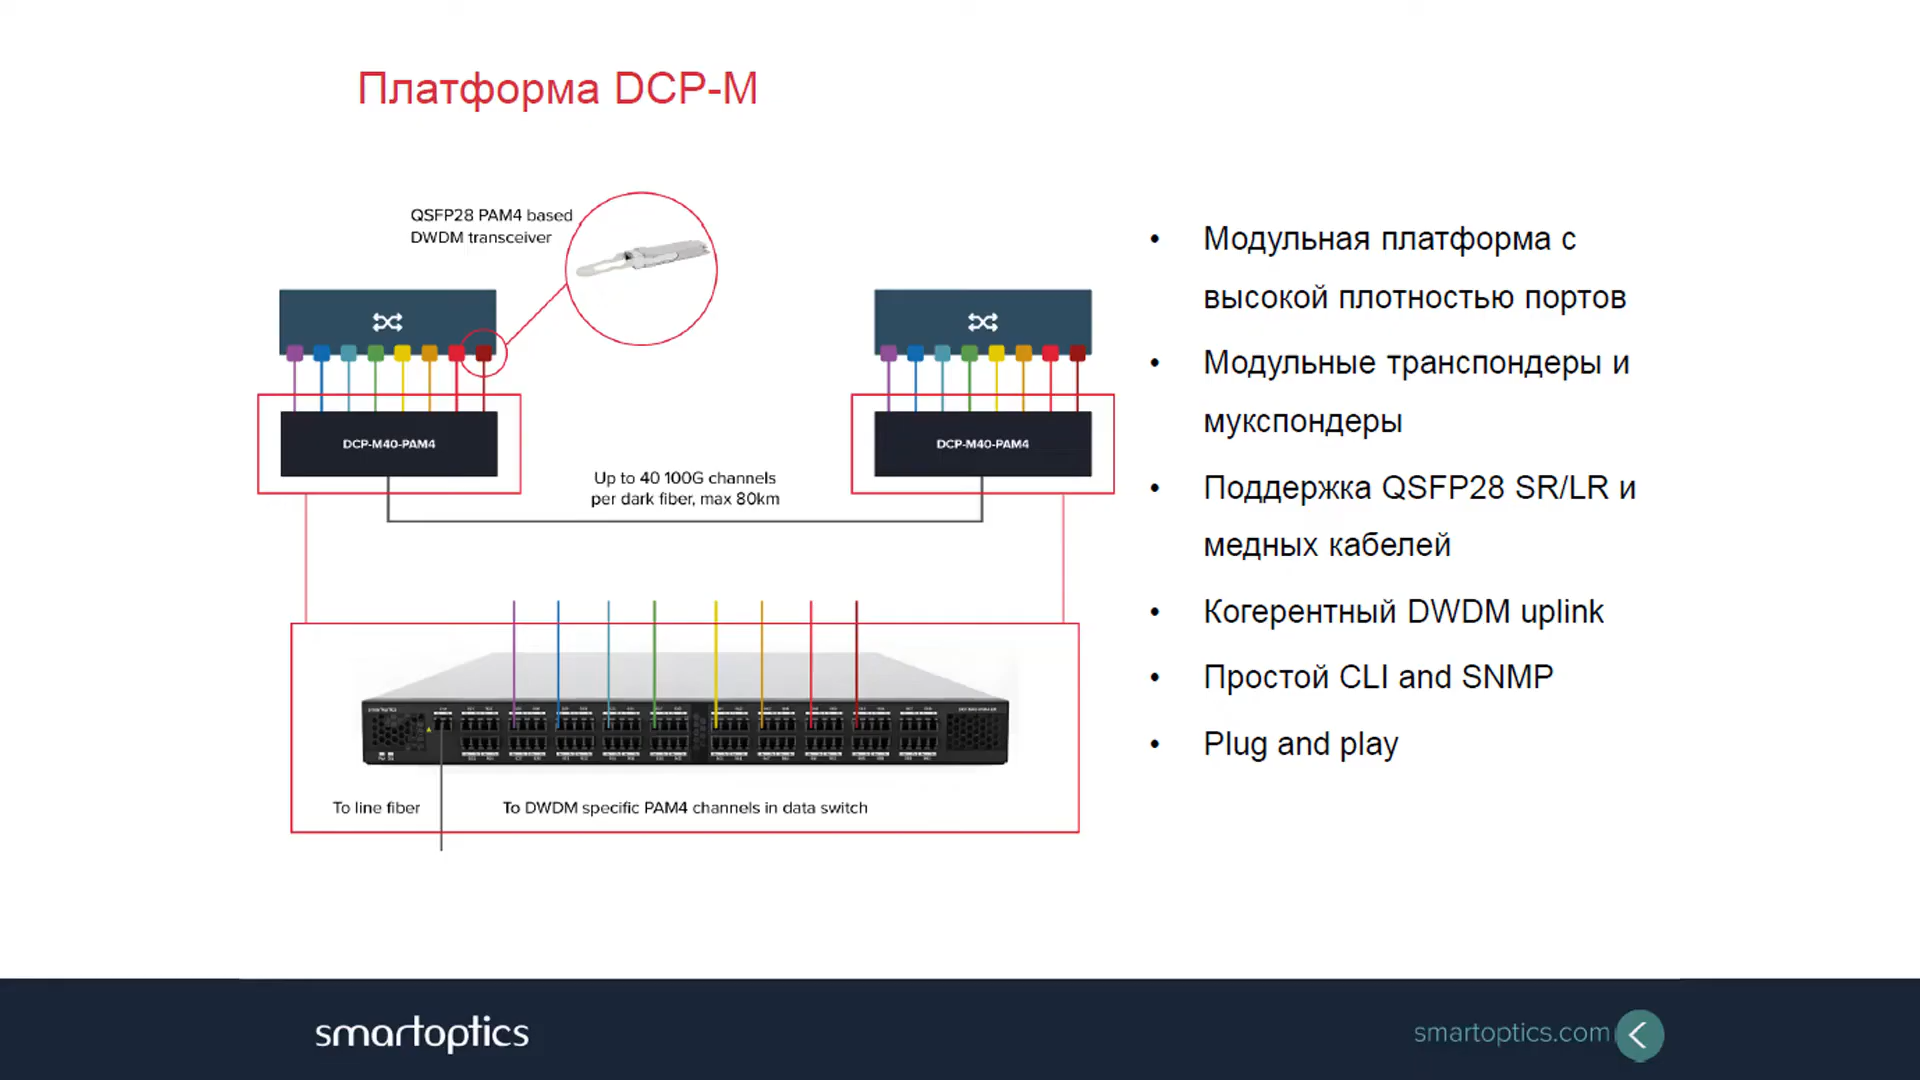 Платформа DCP-M
QSFP28 PAM4 based
DWDM transceiver
DCP-M40-PAM4
DCP-M40-PAM4
Up to 40 100G channels
per dark fiber, max 80km
To line fiber
To DWDM specific PAM4 channels in data switch
• Модульная платформа с
высокой плотностью портов
• Модульные транспондеры и
мукспондеры
• Поддержка QSFP28 SR/LR и
медных кабелей
• Когерентный DWDM uplink
• Простой CLI and SNMP
• Plug and play
smartoptics
smartoptics.com